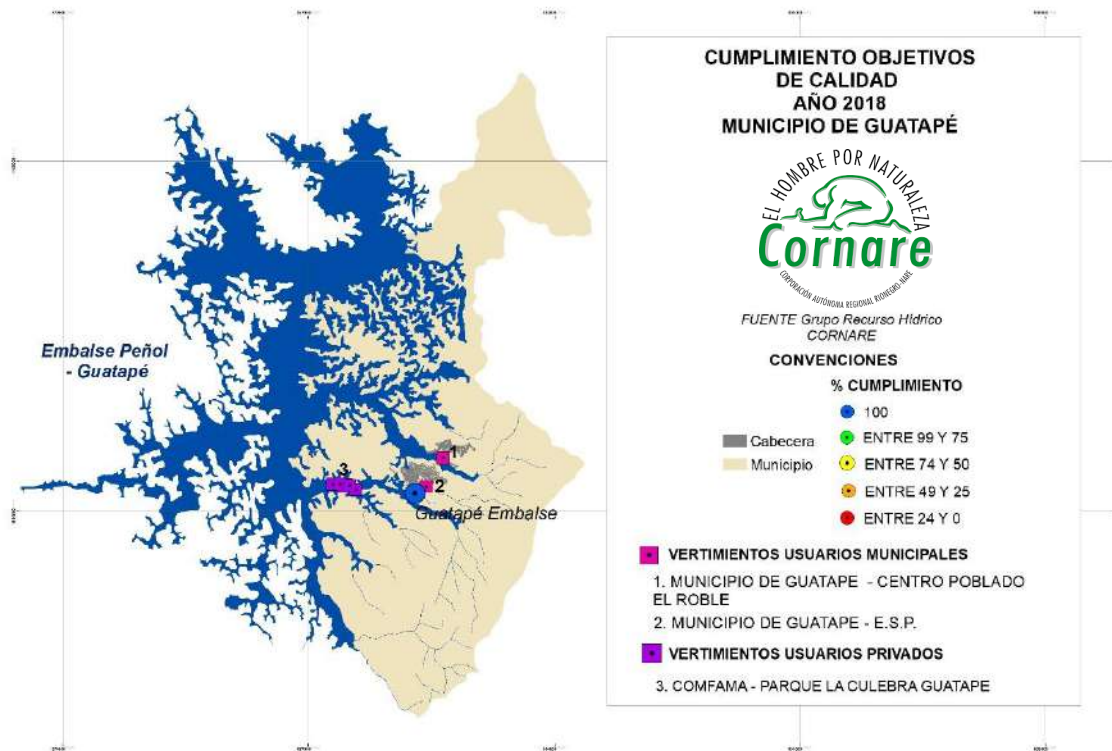 CUMPLIMIENTO OBJETIVOS
DE CALIDAD
AÑO 2018
MUNICIPIO DE GUATAPÉ
EL HOMBRE POR NATURALEZA
Cornare
CORPORACIÓN AUTÓNOMA REGIONAL RIONEGRO-NARE
FUENTE Grupo Recurso Hídrico
CORNARE
CONVENCIONES
% CUMPLIMIENTO
100
ENTRE 99 Y 75
ENTRE 74 Y 50
ENTRE 49 Y 25
ENTRE 24 Y 0
Cabecera
Municipio
VERTIMIENTOS USUARIOS MUNICIPALES
1. MUNICIPIO DE GUATAPE - CENTRO POBLADO
EL ROBLE
2. MUNICIPIO DE GUATAPE - E.S.P.
VERTIMIENTOS USUARIOS PRIVADOS
3. COMFAMA - PARQUE LA CULEBRA GUATAPE
Embalse Peñol
- Guatapé
1
3
2
Guatapé Embalse